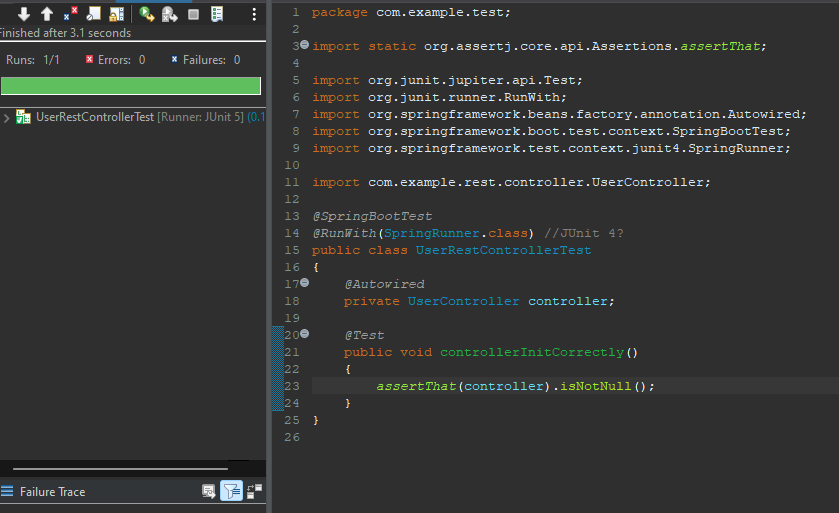 Finished after 3.1 seconds
Runs: 1/1 Errors: 0 Failures: 0
UserRestControllerTest [Runner: JUnit 5] (0.1
Failure Trace
1 package com.example.test;
2
3 import static org.assertj.core.api.Assertions.assertThat;
4
5 import org.junit.jupiter.api.Test;
6 import org.junit.runner.RunWith;
7 import org.springframework.beans.factory.annotation.Autowired;
8 import org.springframework.boot.test.context.SpringBootTest;
9 import org.springframework.test.context.junit4.SpringRunner;
10
11 import com.example.rest.controller.UserController;
12
13 @SpringBootTest
14 @RunWith(SpringRunner.class) //JUnit 4?
15 public class UserRestControllerTest
16 {
17 @Autowired
18 private UserController controller;
19
20 @Test
21 public void controllerInitCorrectly()
22 {
23 assertThat(controller).isNotNull();
24 }
25 }
26